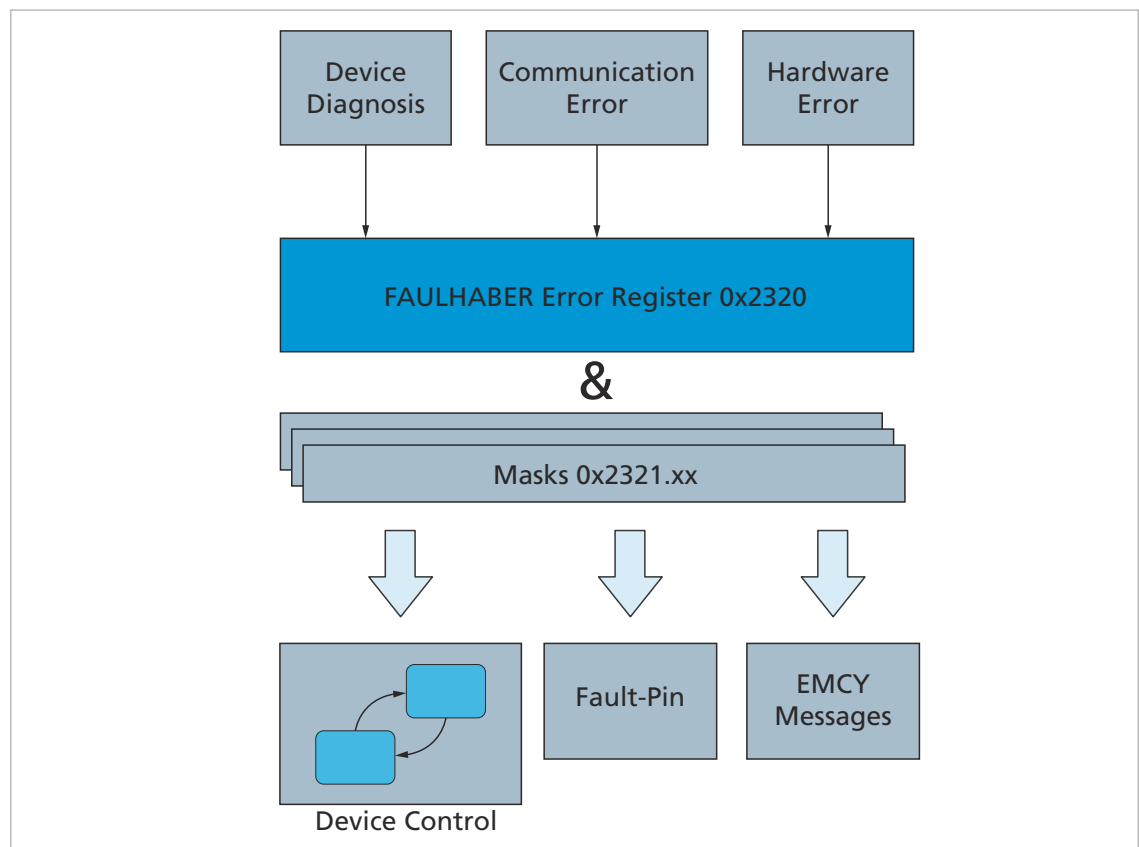 Device
Diagnosis
Communication
Error
Hardware
Error
FAULHABER Error Register 0x2320
&
Masks 0x2321.xx
Fault-Pin
EMCY
Messages
Device Control